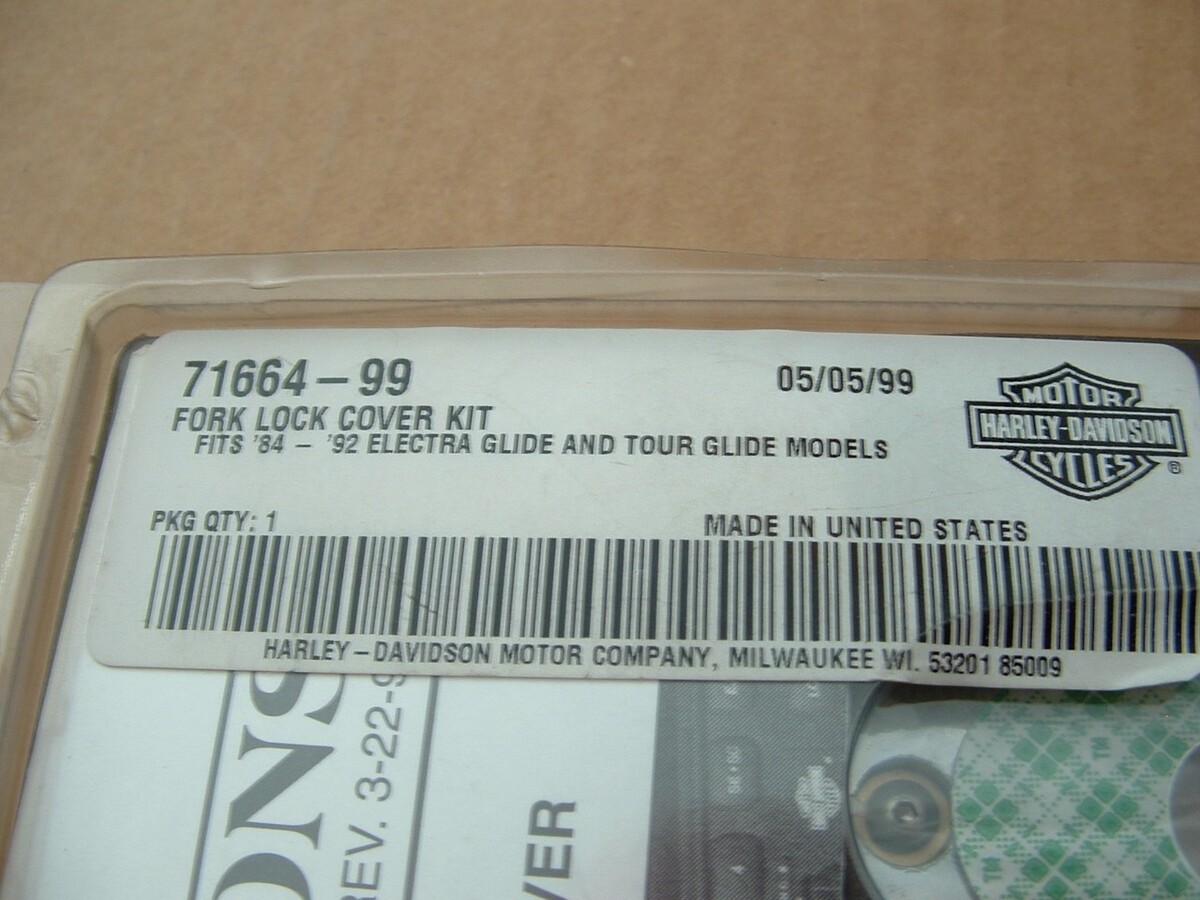 71664-99
05/05/99
FORK LOCK COVER KIT
FITS '84 - '92 ELECTRA GLIDE AND TOUR GLIDE MODELS
MOTOR
HARLEY-DAVIDSON
CYCLES
®
PKG QTY: 1
MADE IN UNITED STATES
HARLEY-DAVIDSON MOTOR COMPANY, MILWAUKEE WI. 53201 85009
ONS
REV. 3-22-9
VER